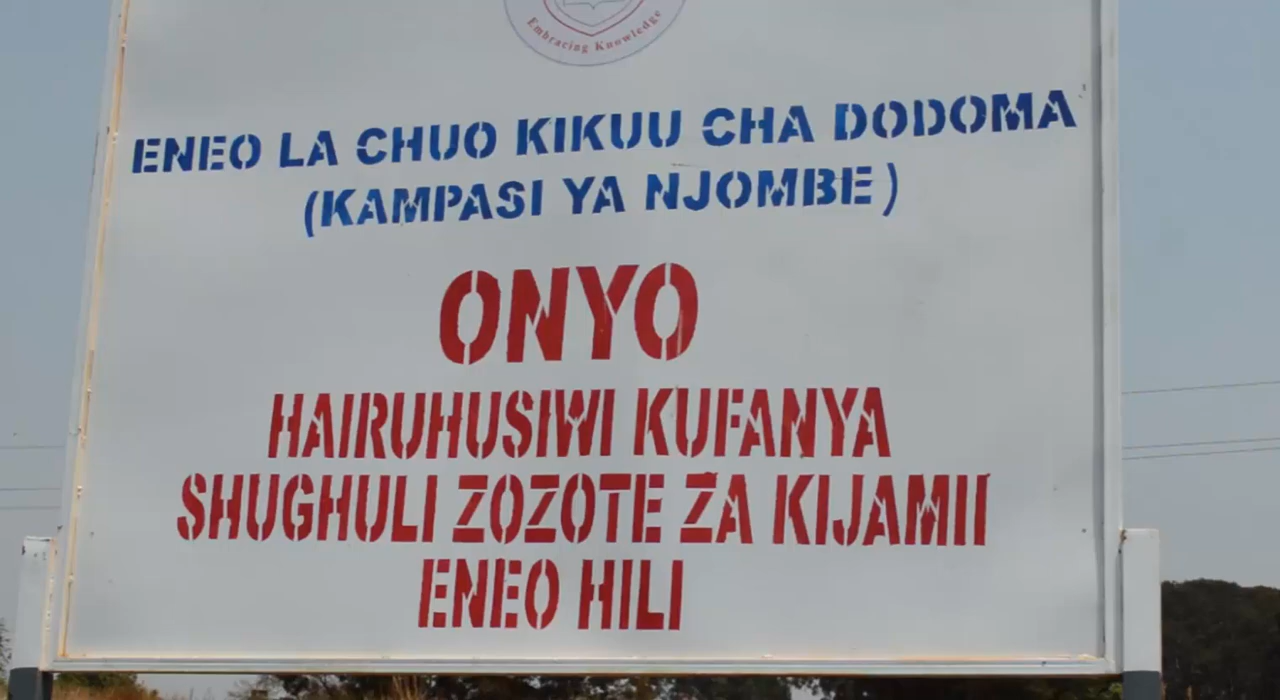 Embracing Knowledge
ENEO LA CHUO KIKUU CHA DODOMA
(KAMPASI YA NJOMBE)
ONYO
HAIRUHUSIWI KUFANYA
SHUGHULI ZOZOTE ZA KIJAMII
ENEO HILI